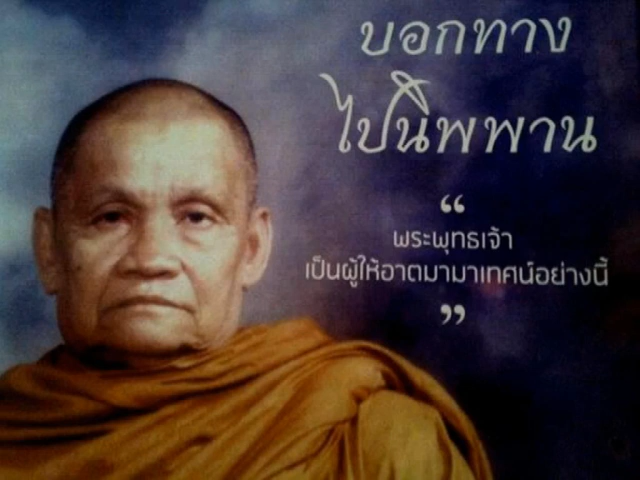 บอกทาง
ไปนิพพาน
“
พระพุทธเจ้า
เป็นผู้ให้อาตมามาเทศน์อย่างนี้
”